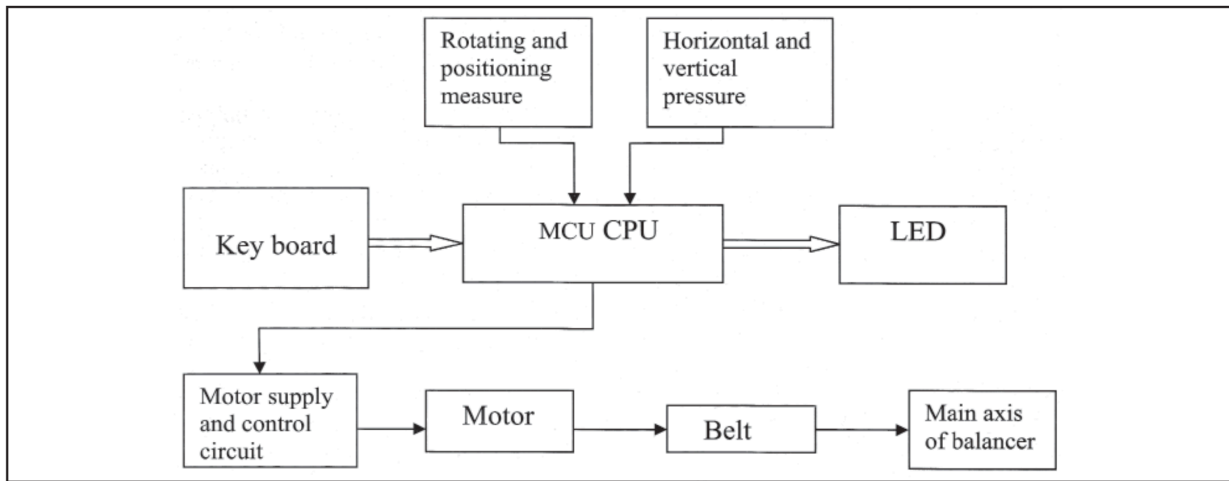 Rotating and
positioning
measure
Horizontal and
vertical
pressure
Key board
MCU CPU
LED
Motor supply
and control
circuit
Motor
Belt
Main axis
of balancer